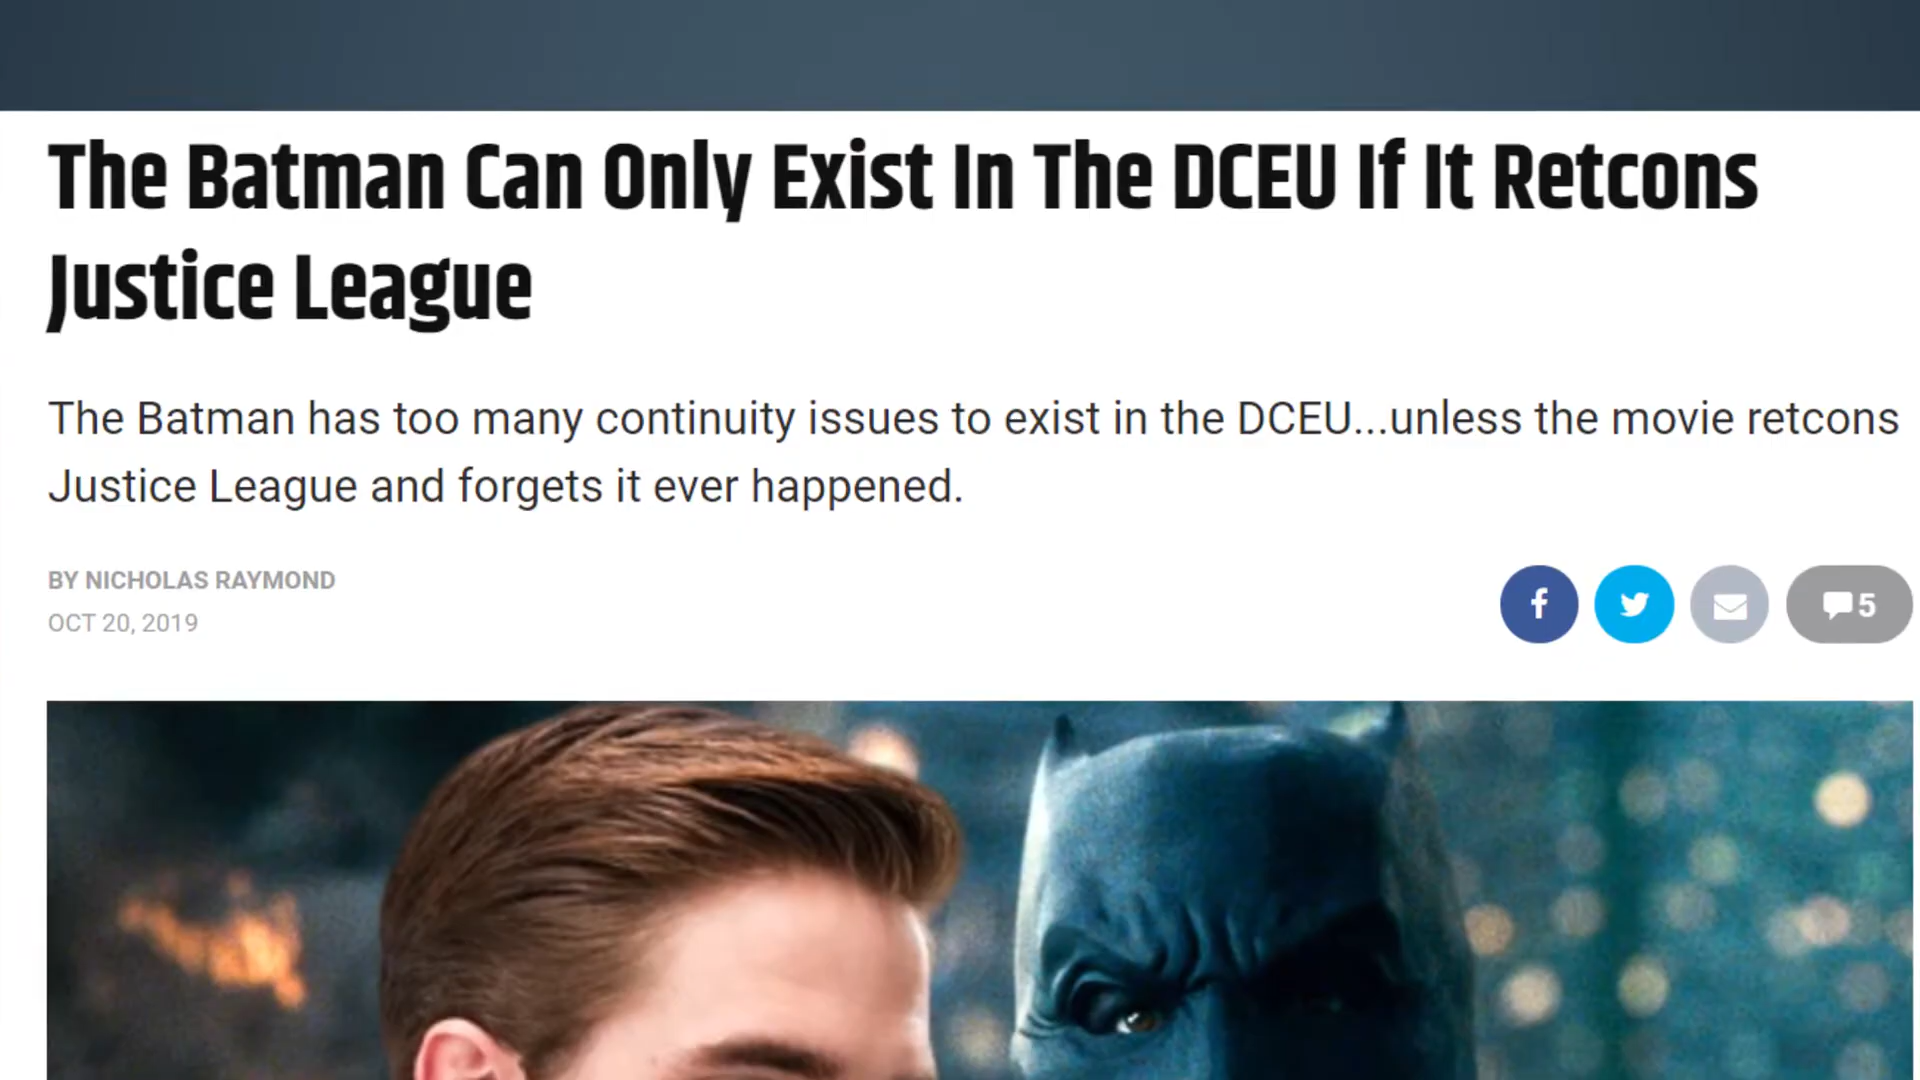 The Batman Can Only Exist In The DCEU If It Retcons
Justice League
The Batman has too many continuity issues to exist in the DCEU...unless the movie retcons
Justice League and forgets it ever happened.
BY NICHOLAS RAYMOND
OCT 20, 2019
5